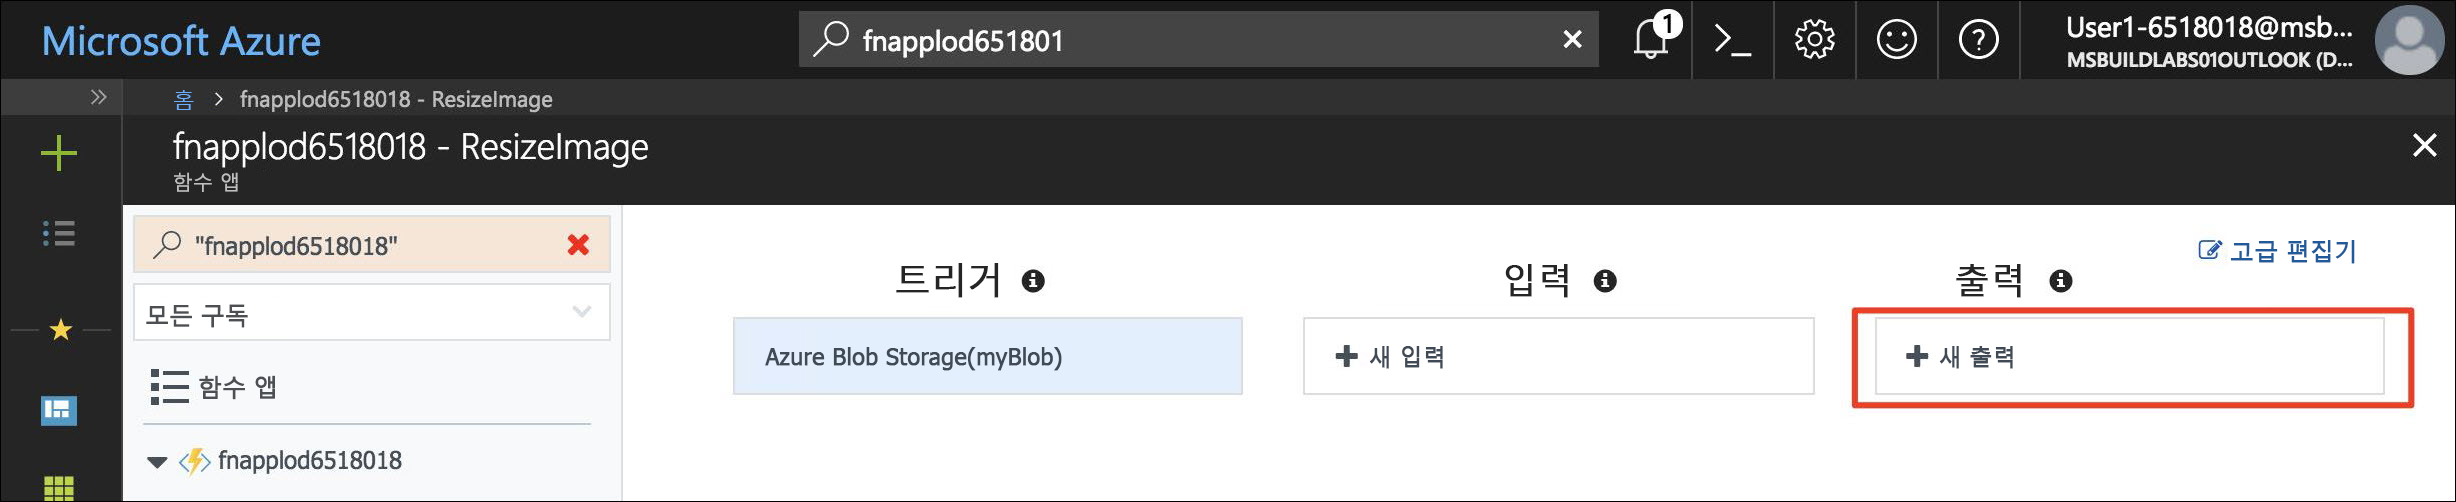 Microsoft Azure
fnapplod651801
1
User1-6518018@msb...
MSBUILDLABS01OUTLOOK (D...
홈 > fnapplod6518018 - ResizeImage
fnapplod6518018 - ResizeImage
함수 앱
"fnapplod6518018"
모든 구독
함수 앱
fnapplod6518018
고급 편집기
트리거
Azure Blob Storage(myBlob)
입력
새 입력
출력
새 출력